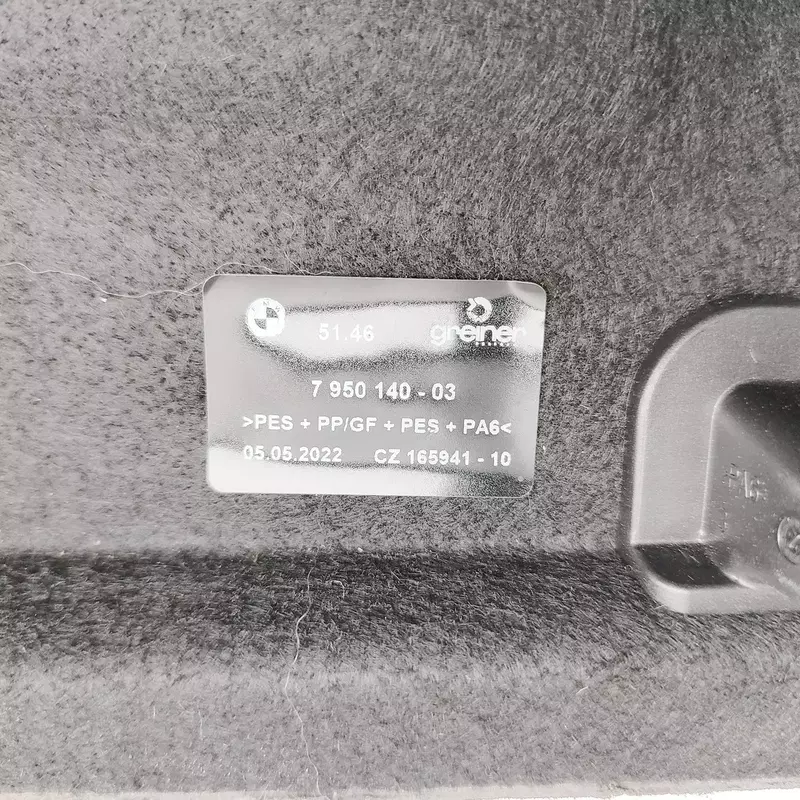 51.46 greiner
7 950 140 - 03
>PES + PP/GF + PES + PA6<
05.05.2022 CZ 165941 - 10